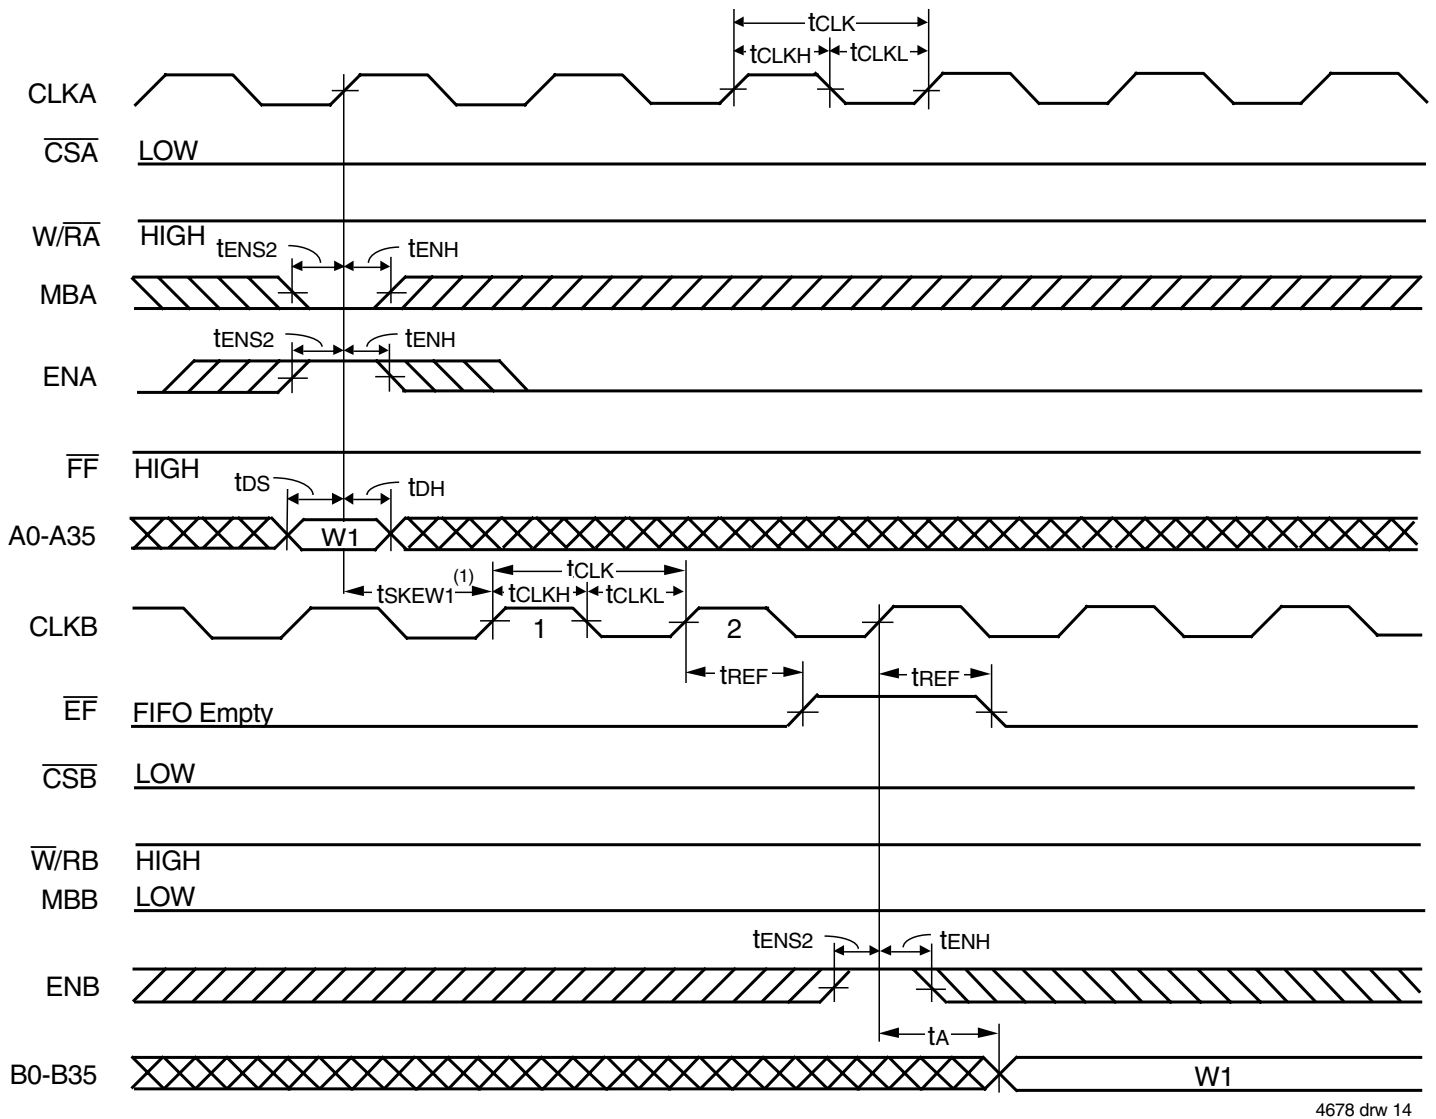 tCLK
tCLKH tCLKL
CLKA
CSA LOW
W/RA HIGH
tENS2 tENH
MBA
tENS2 tENH
ENA
FF HIGH
tDS tDH
A0-A35 W1
tSKEW1(1) tCLK
tCLKH tCLKL
CLKB 1 2
tREF tREF
EF FIFO Empty
CSB LOW
W/RB HIGH
MBB LOW
tENS2 tENH
ENB
tA
B0-B35 W1
4678 drw 14